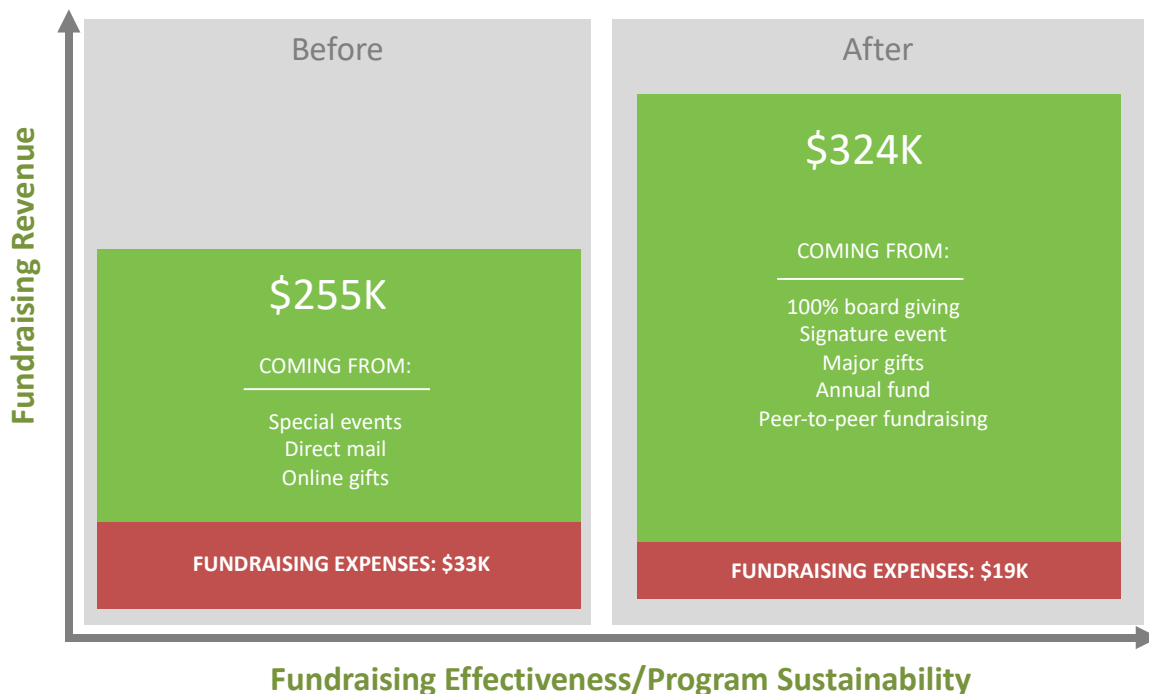 Fundraising Revenue
Before
$255K
COMING FROM:
Special events
Direct mail
Online gifts
FUNDRAISING EXPENSES: $33K
After
$324K
COMING FROM:
100% board giving
Signature event
Major gifts
Annual fund
Peer-to-peer fundraising
FUNDRAISING EXPENSES: $19K
Fundraising Effectiveness/Program Sustainability